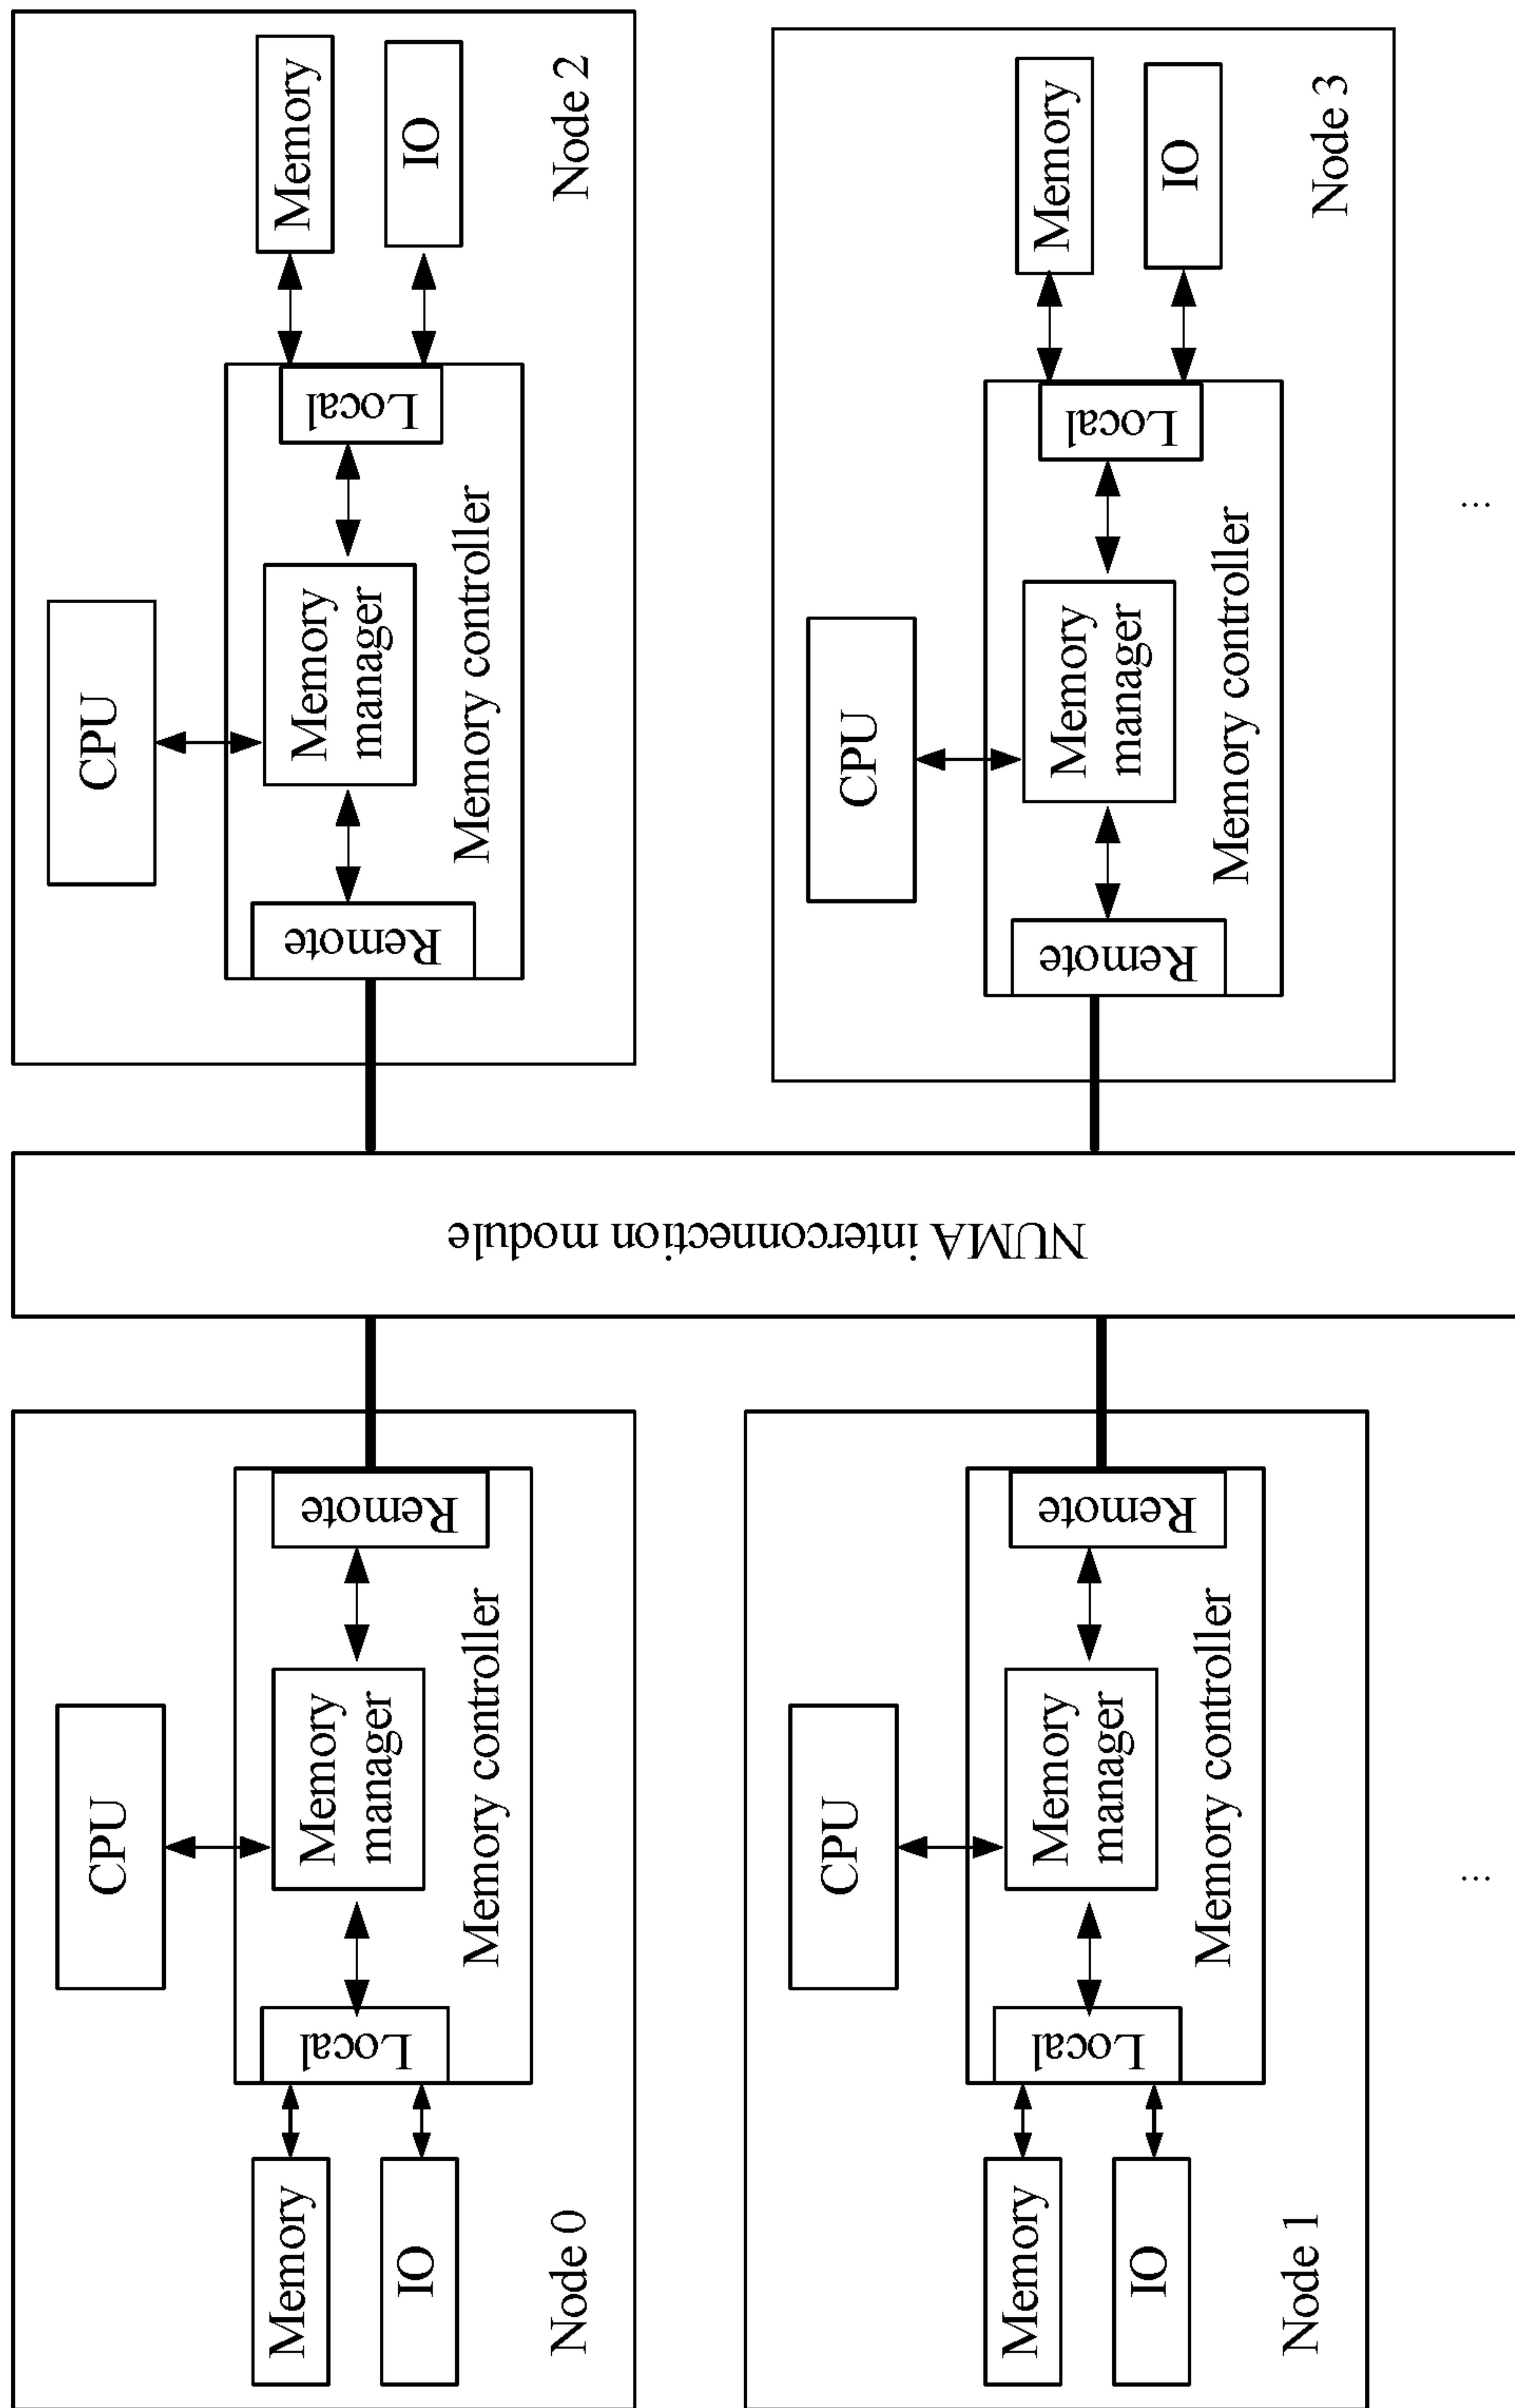 CPU
Memory
manager
Local
Remote
Memory
IO
Memory controller
Node 0
CPU
Memory
manager
Remote
Local
Memory
IO
Memory controller
Node 2
NUMA interconnection module
CPU
Memory
manager
Local
Remote
Memory
IO
Memory controller
Node 1
CPU
Memory
manager
Remote
Local
Memory
IO
Memory controller
Node 3
...
...